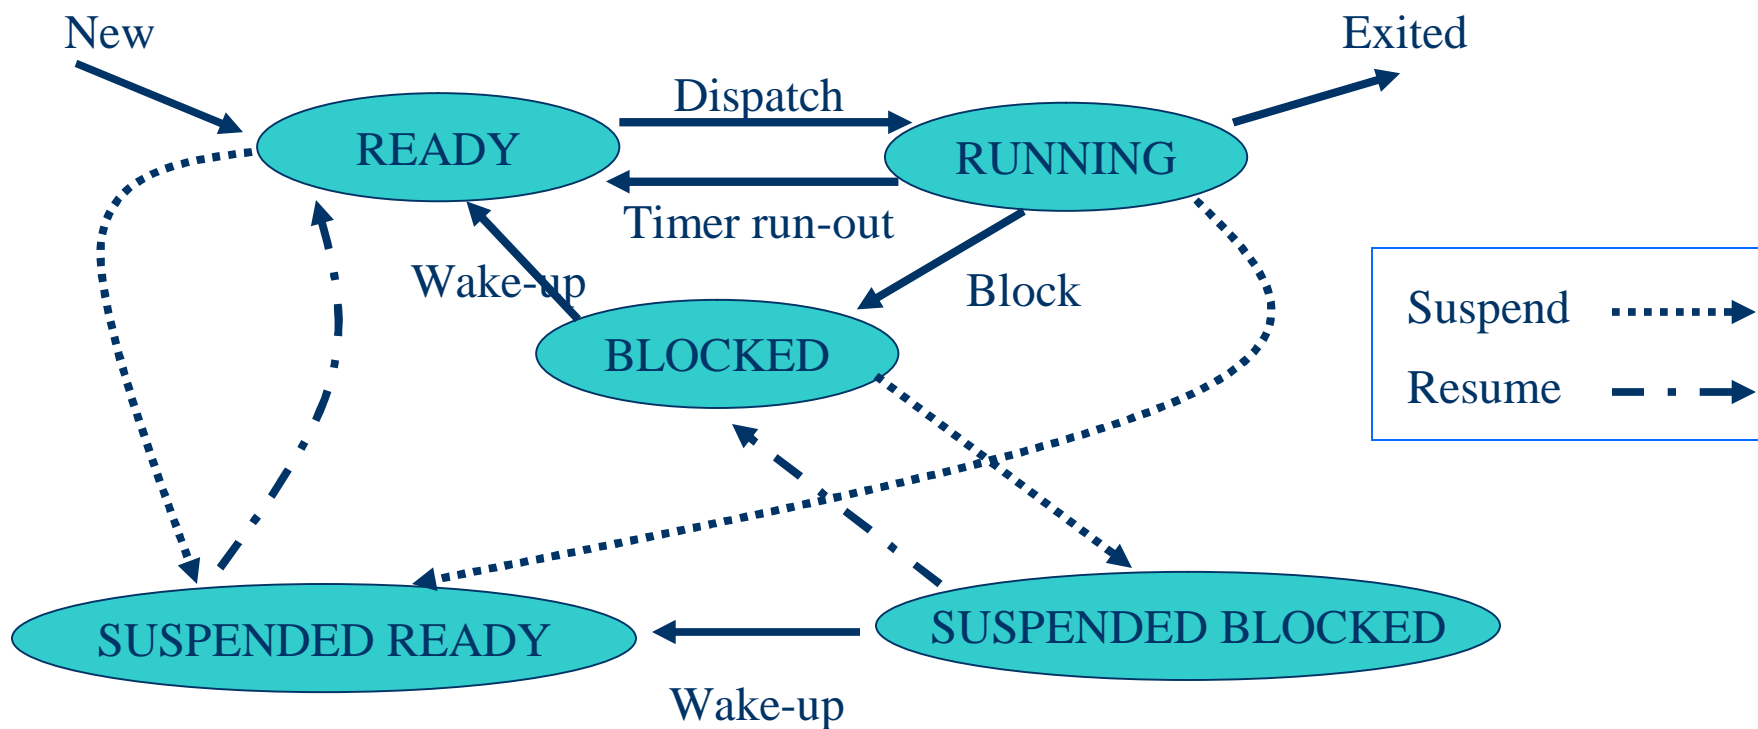 New
Exited
Dispatch
READY
RUNNING
Timer run-out
Wake-up
Block
Suspend
BLOCKED
Resume
SUSPENDED READY
SUSPENDED BLOCKED
Wake-up